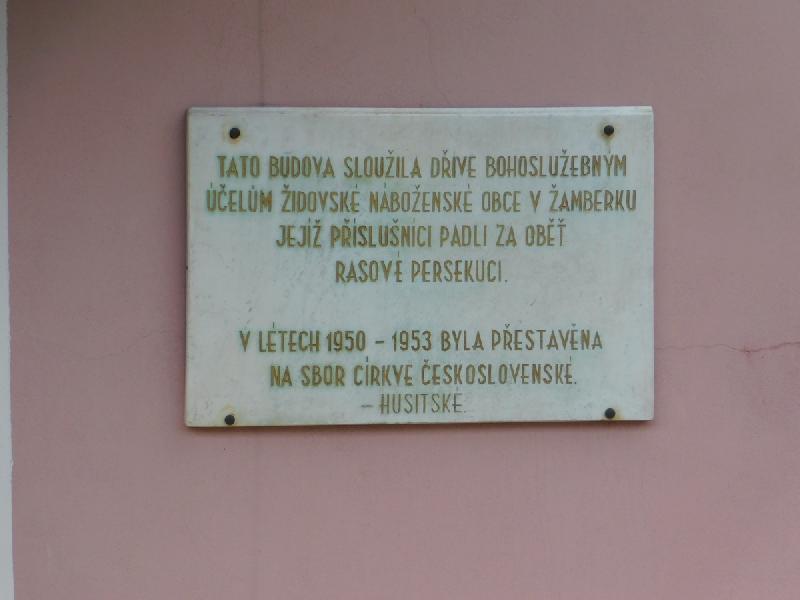 TATO BUDOVA SLOUŽILA DŘÍVE BOHOSLUŽEBNÝM
ÚČELŮM ŽIDOVSKÉ NÁBOŽENSKÉ OBCE V ŽAMBERKU
JEJÍŽ PŘÍSLUŠNÍCI PADLI ZA OBĚŤ
RASOVÉ PERSEKUCI.
V LÉTECH 1950 – 1953 BYLA PŘESTAVĚNA
NA SBOR CÍRKVE ČESKOSLOVENSKÉ.
– HUSITSKÉ.